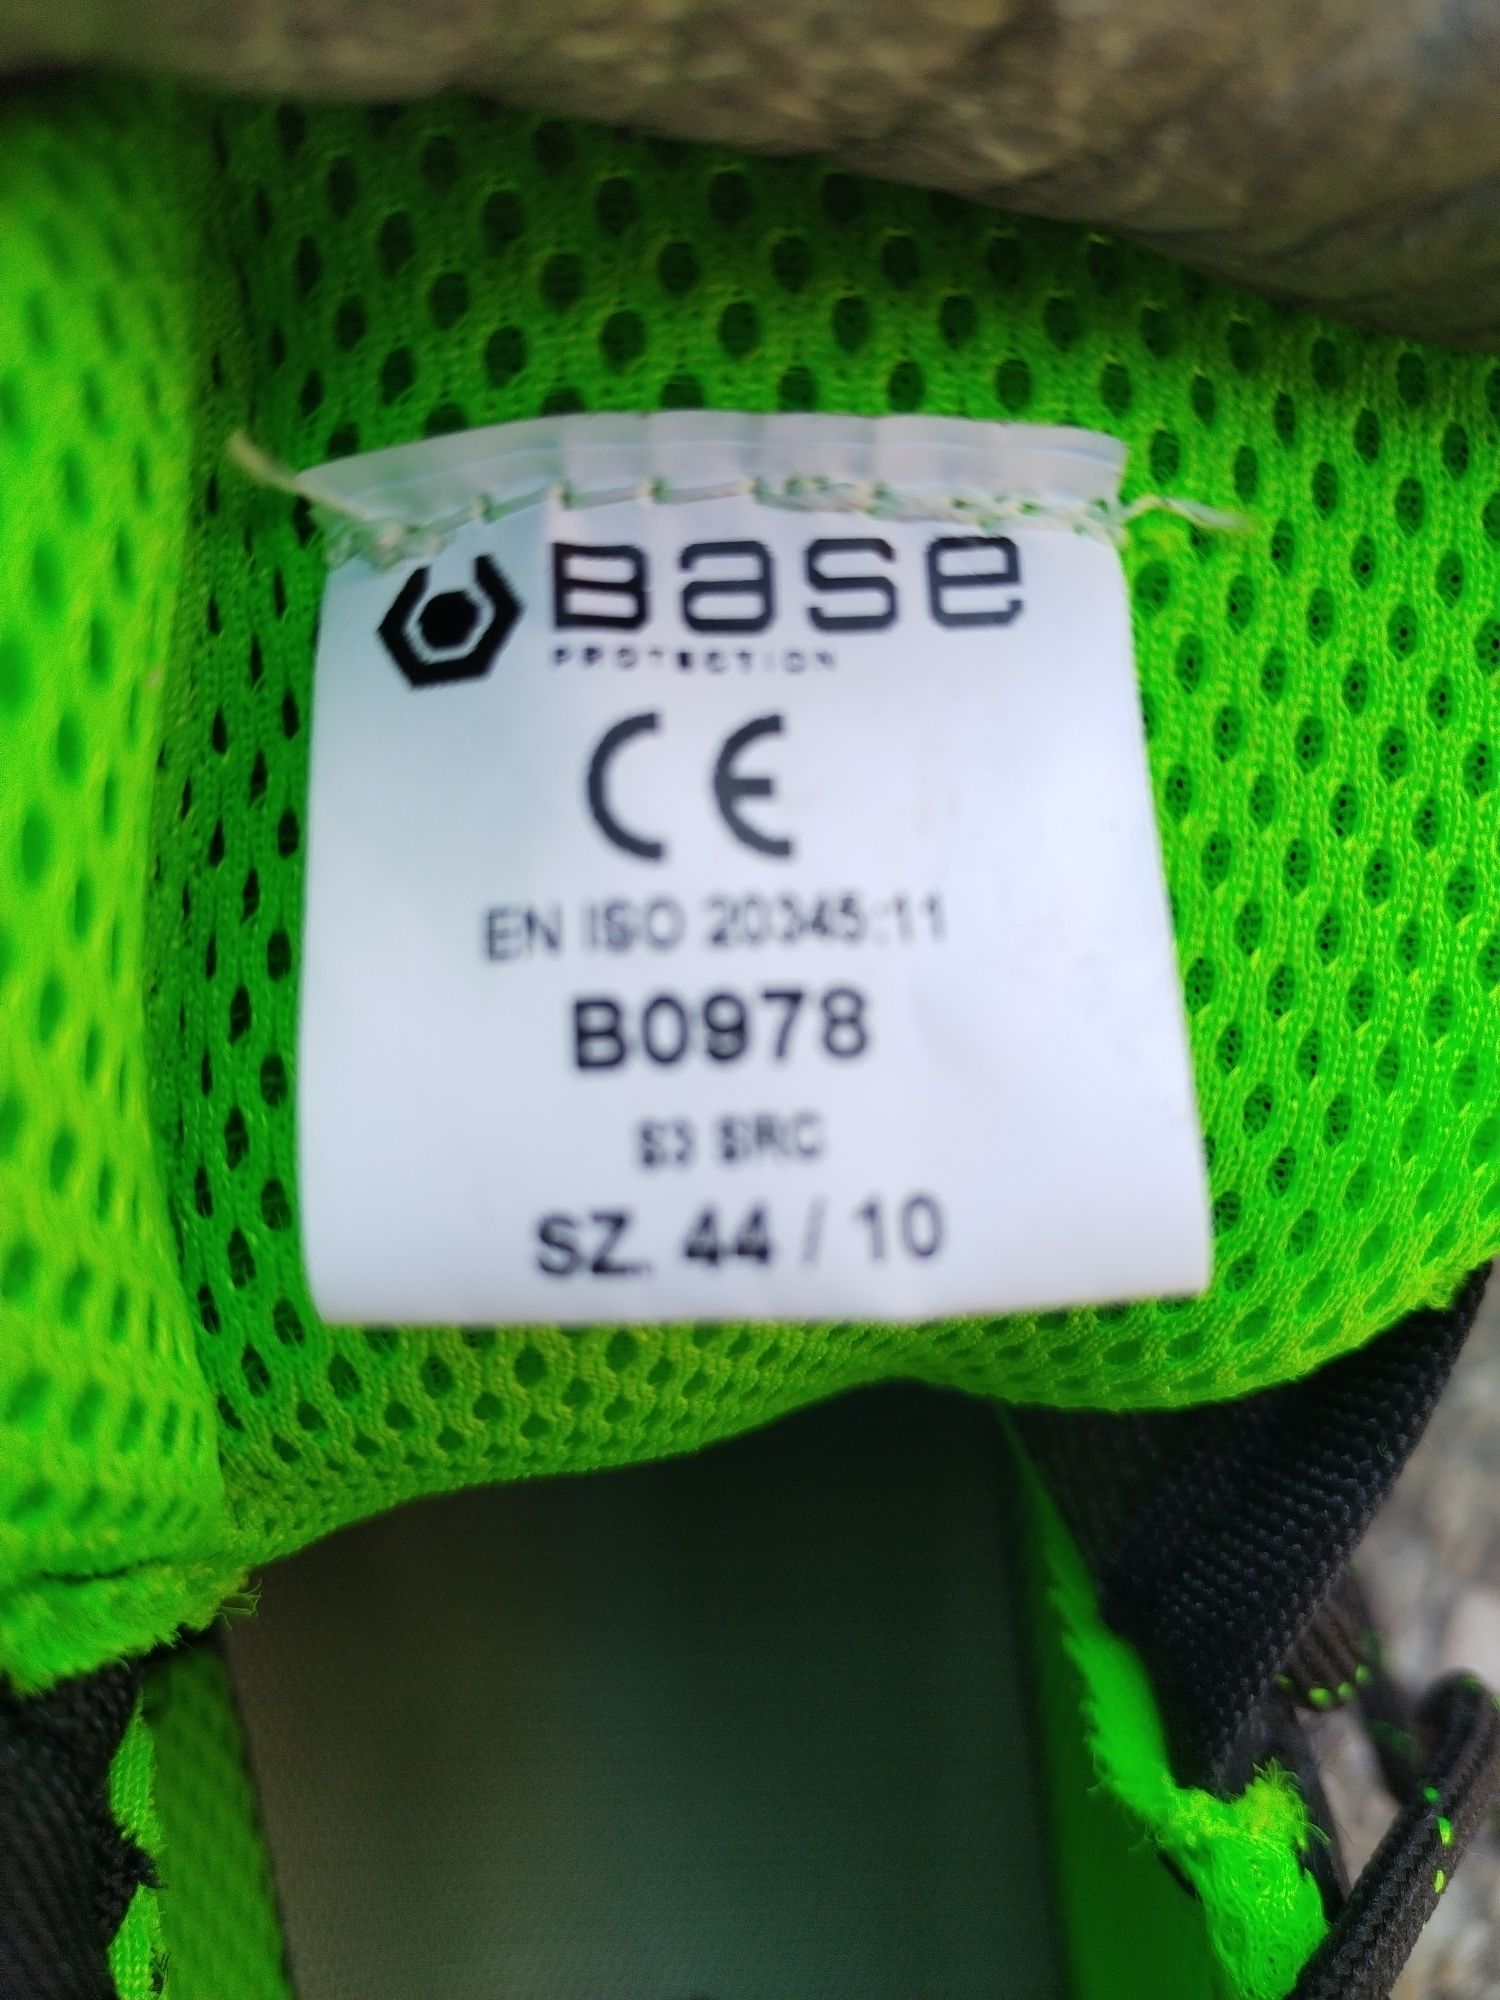 Base
PROTECTION
CE
EN ISO 20345:11
B0978
S3 SRC
SZ. 44 / 10